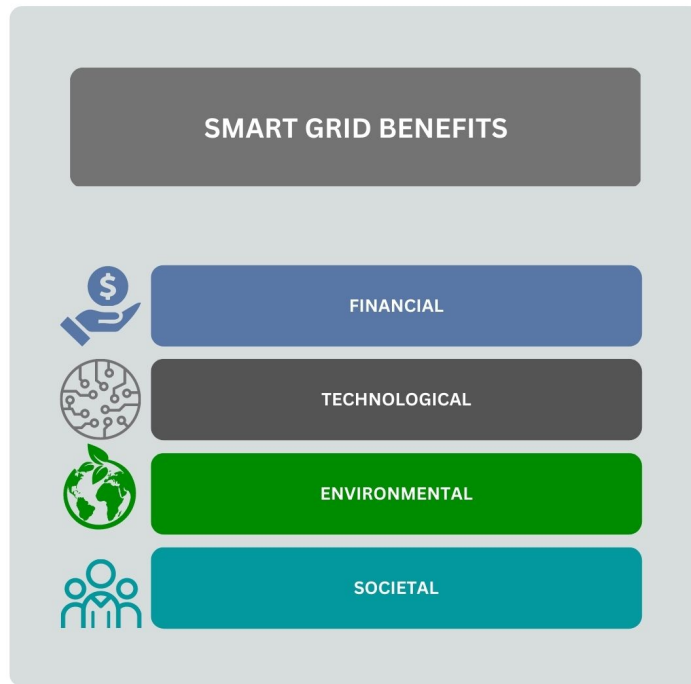 SMART GRID BENEFITS
$
FINANCIAL
TECHNOLOGICAL
ENVIRONMENTAL
SOCIETAL